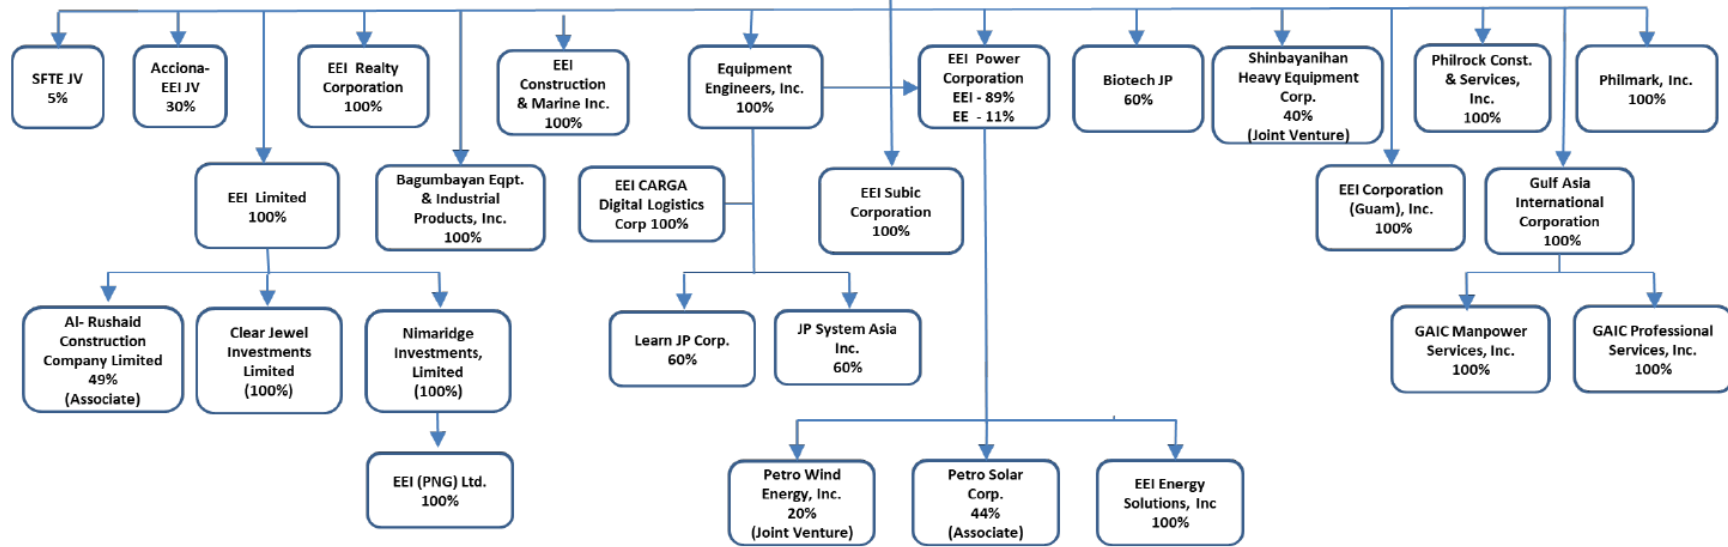 SFTE JV
5%
Acciona-
EEI JV
30%
EEI Realty
Corporation
100%
EEI
Construction
& Marine Inc.
100%
Equipment
Engineers, Inc.
100%
EEI Power
Corporation
EEI - 89%
EE - 11%
Biotech JP
60%
Shinbayanihan
Heavy Equipment
Corp.
40%
(Joint Venture)
Philrock Const.
& Services,
Inc.
100%
Philmark, Inc.
100%
EEI Limited
100%
Bagumbayan Eqpt.
& Industrial
Products, Inc.
100%
EEI CARGA
Digital Logistics
Corp 100%
EEI Subic
Corporation
100%
EEI Corporation
(Guam), Inc.
100%
Gulf Asia
International
Corporation
100%
Al- Rushaid
Construction
Company Limited
49%
(Associate)
Clear Jewel
Investments
Limited
(100%)
Nimaridge
Investments,
Limited
(100%)
Learn JP Corp.
60%
JP System Asia
Inc.
60%
GAIC Manpower
Services, Inc.
100%
GAIC Professional
Services, Inc.
100%
EEI (PNG) Ltd.
100%
Petro Wind
Energy, Inc.
20%
(Joint Venture)
Petro Solar
Corp.
44%
(Associate)
EEI Energy
Solutions, Inc
100%